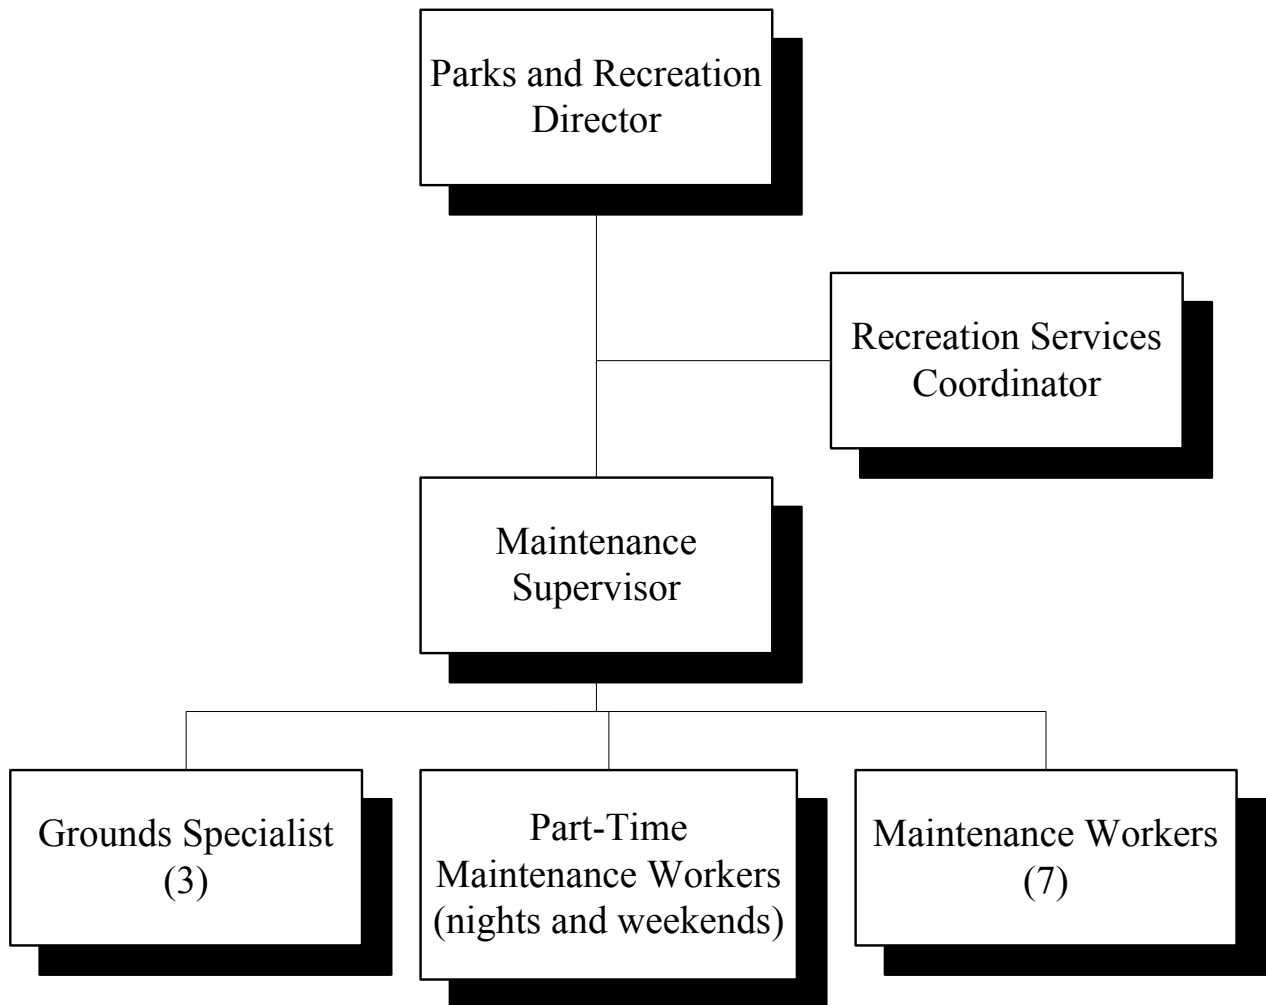 Parks and Recreation
Director
Recreation Services
Coordinator
Maintenance
Supervisor
Grounds Specialist
(3)
Part-Time
Maintenance Workers
(nights and weekends)
Maintenance Workers
(7)